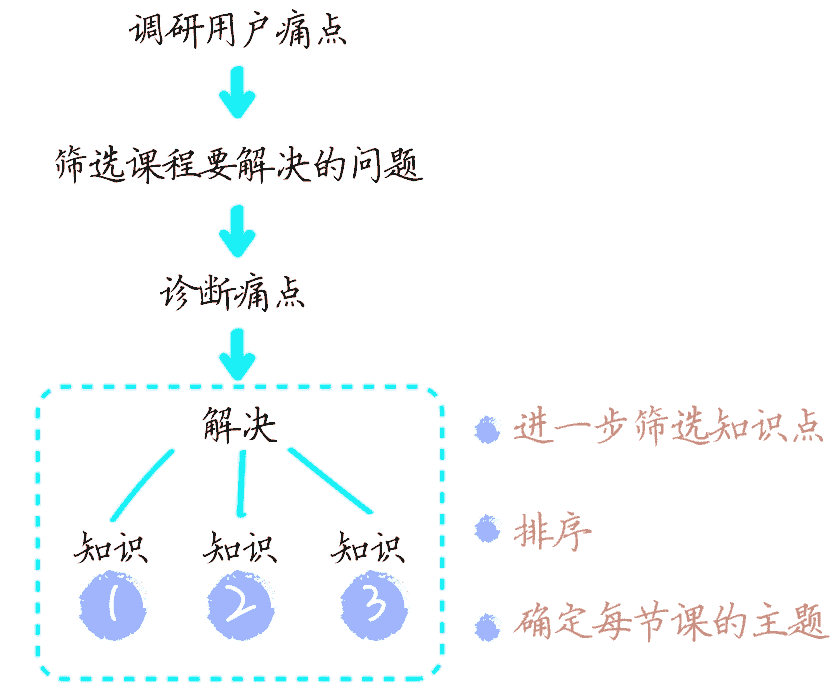 调研用户痛点
筛选课程要解决的问题
诊断痛点
解决
知识 知识 知识
1 2 3
进一步筛选知识点
排序
确定每节课的主题